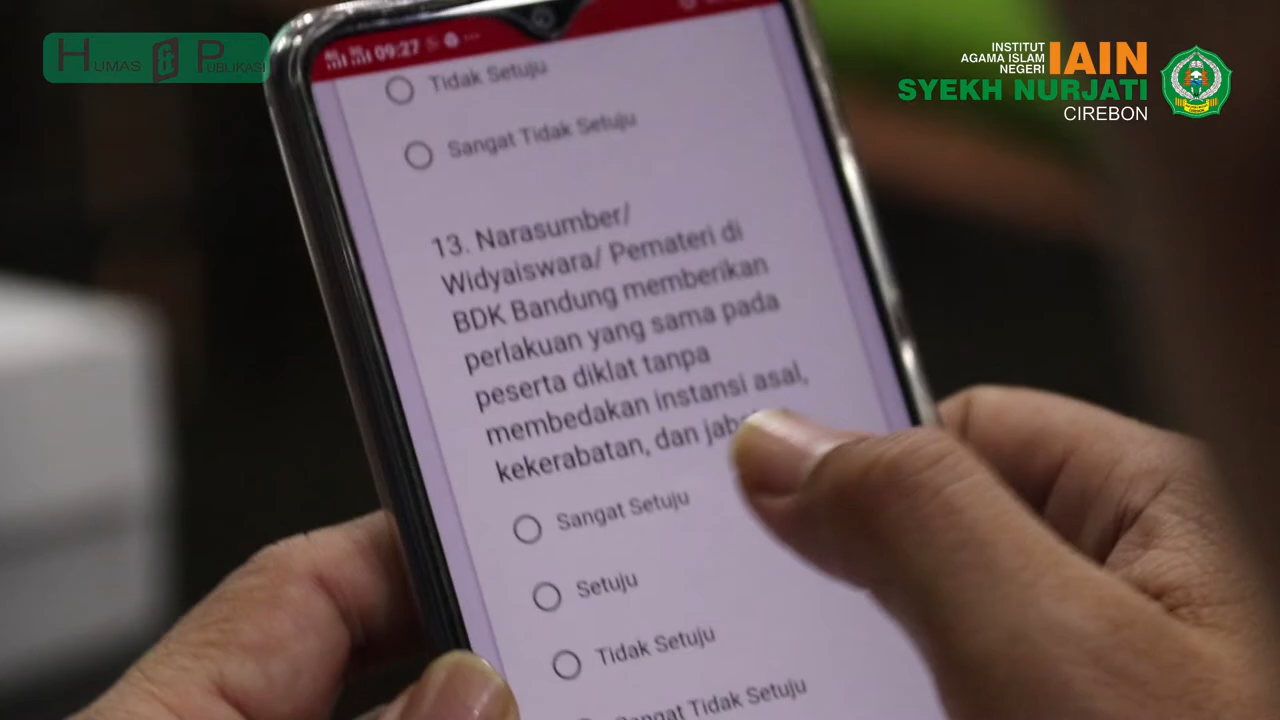 HUMAS & PUBLIKASI
INSTITUT
AGAMA ISLAM
NEGERI
IAIN
SYEKH NURJATI
CIREBON
09:27
Tidak Setuju
Sangat Tidak Setuju
13. Narasumber/
Widyaiswara/ Pemateri di
BDK Bandung memberikan
perlakuan yang sama pada
peserta diklat tanpa
membedakan instansi asal,
kekerabatan, dan
Sangat Setuju
Setuju
Tidak Setuju
Sangat Tidak Setuju